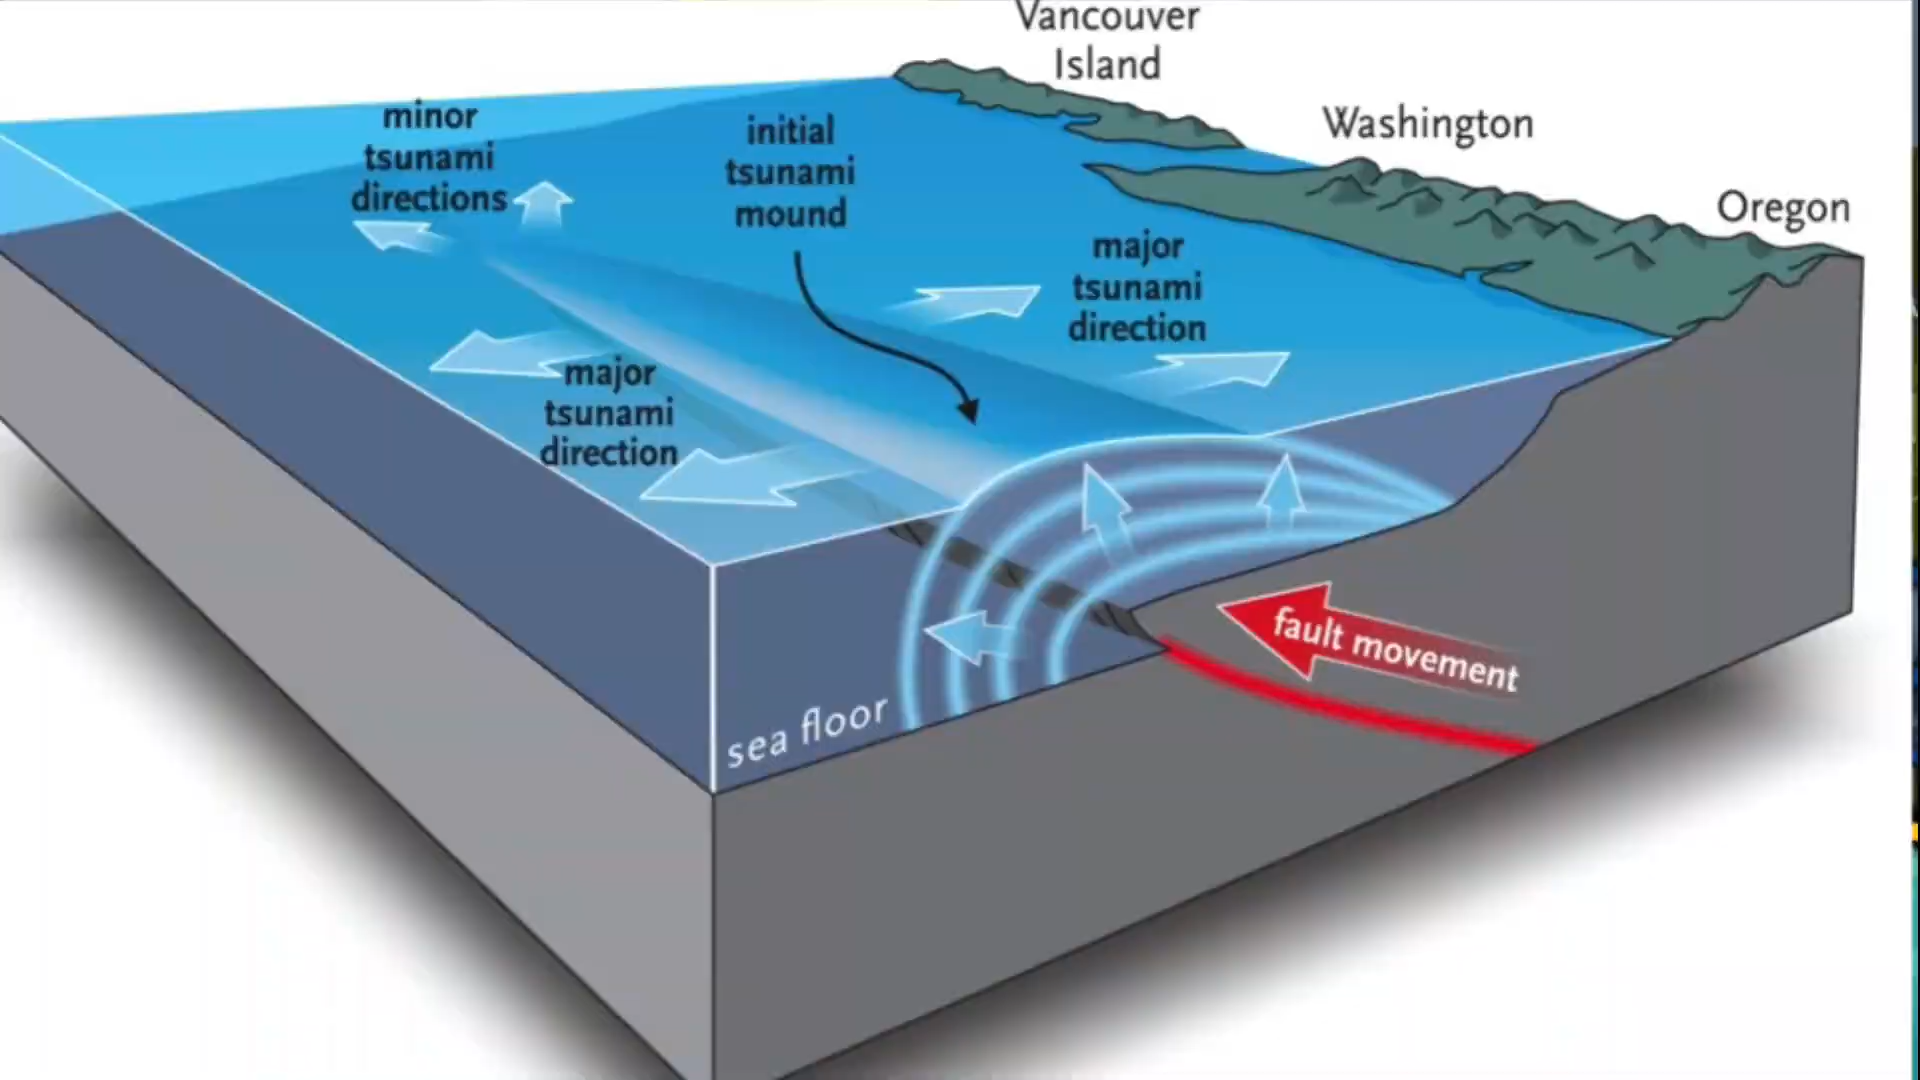 Vancouver
Island
Washington
Oregon
minor
tsunami
directions
initial
tsunami
mound
major
tsunami
direction
major
tsunami
direction
fault movement
sea floor